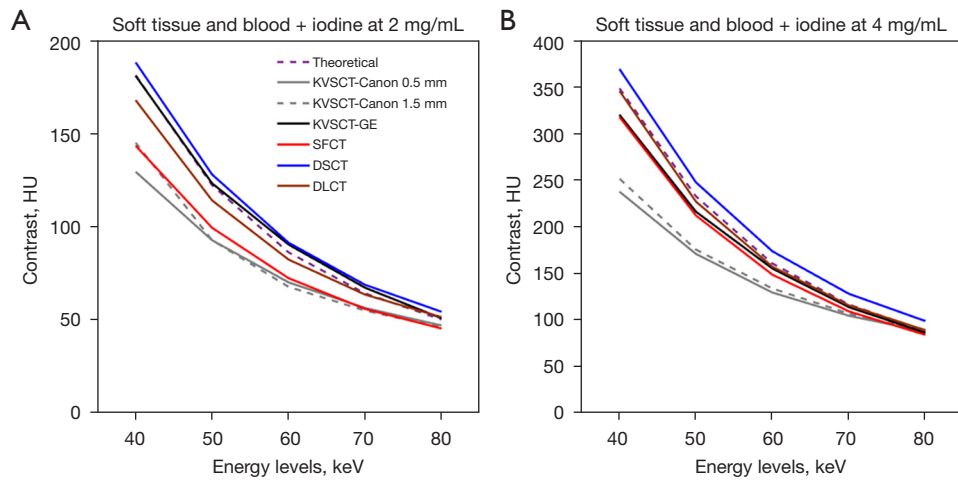 A
Soft tissue and blood + iodine at 2 mg/mL
200
150
100
50
0
Contrast, HU
40 50 60 70 80
Energy levels, keV
Theoretical
KVSCT-Canon 0.5 mm
KVSCT-Canon 1.5 mm
KVSCT-GE
SFCT
DSCT
DLCT
B
Soft tissue and blood + iodine at 4 mg/mL
400
350
300
250
200
150
100
50
0
Contrast, HU
40 50 60 70 80
Energy levels, keV